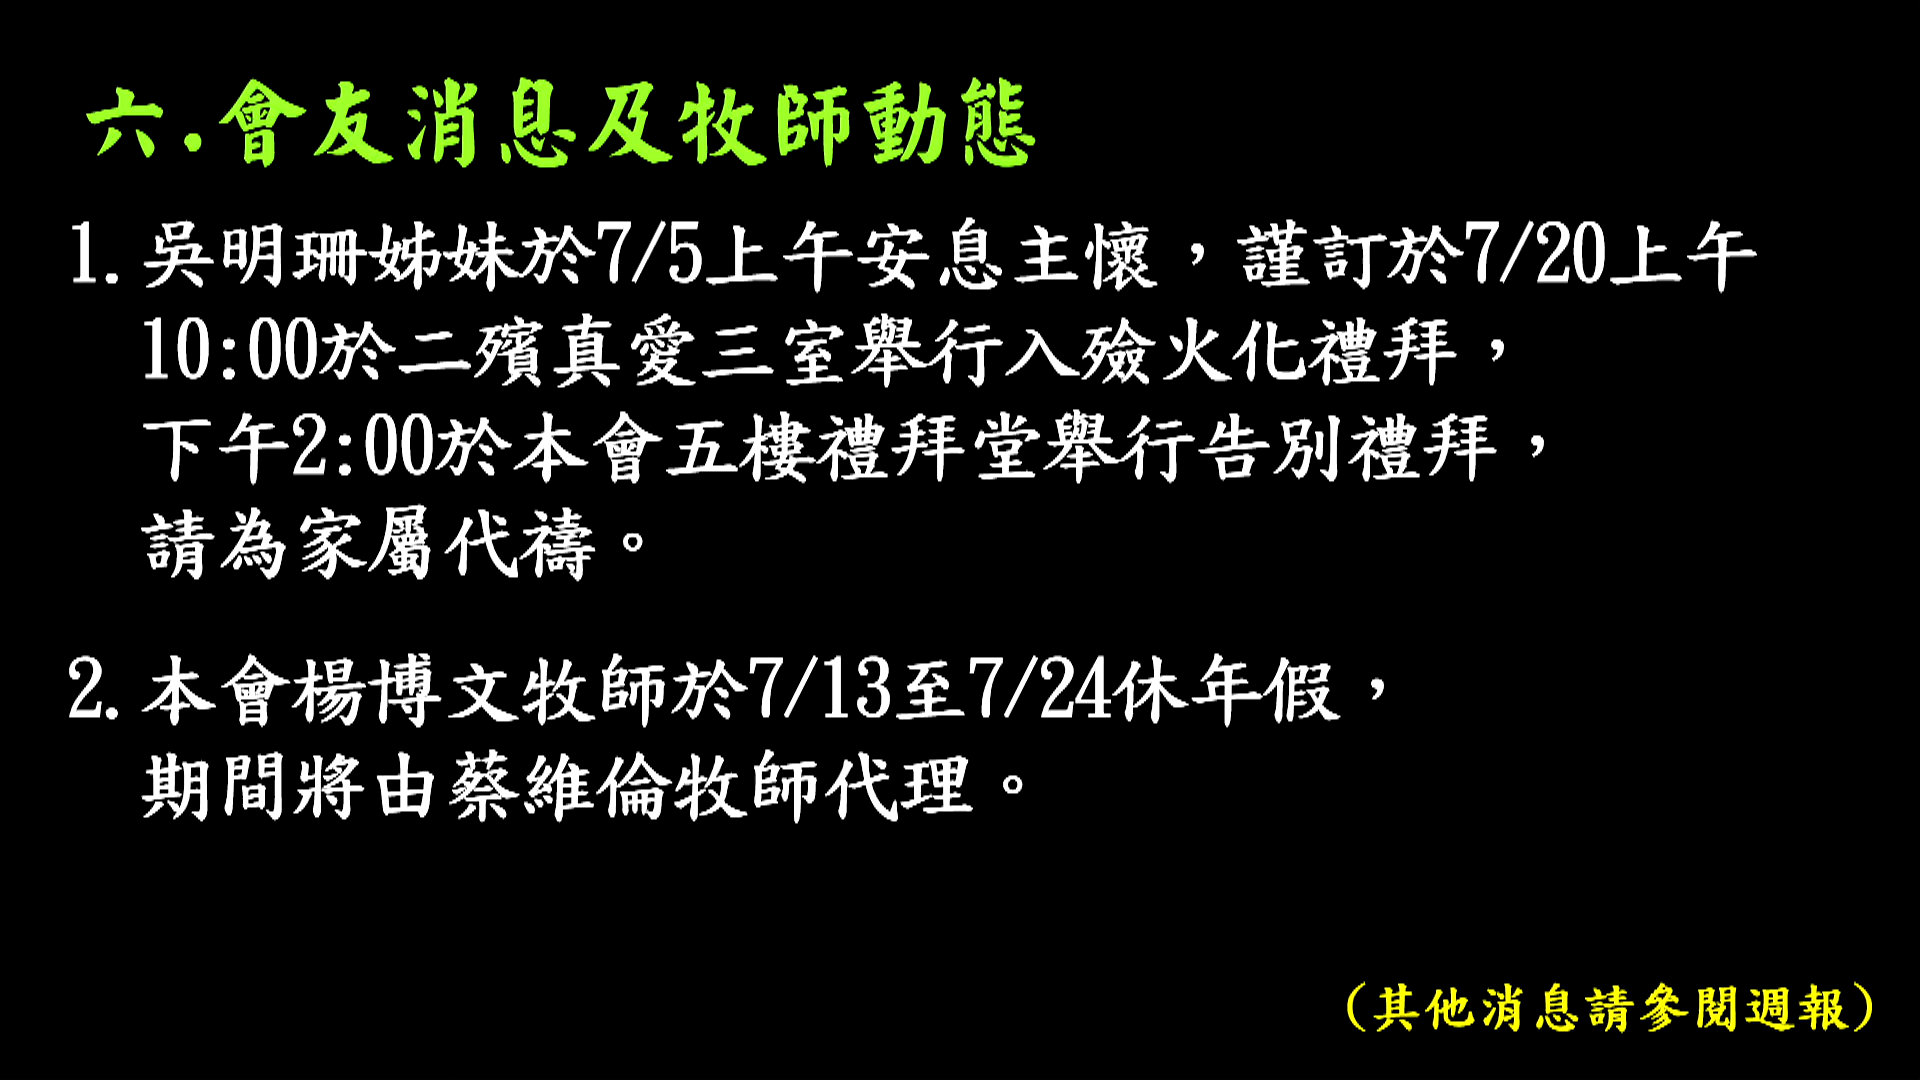 六.會友消息及牧師動態
1.吳明珊姊妹於7/5上午安息主懷，謹訂於7/20上午
10:00於二殯真愛三室舉行入殮火化禮拜，
下午2:00於本會五樓禮拜堂舉行告別禮拜，
請為家屬代禱。
2.本會楊博文牧師於7/13至7/24休年假，
期間將由蔡維倫牧師代理。
(其他消息請參閱週報)